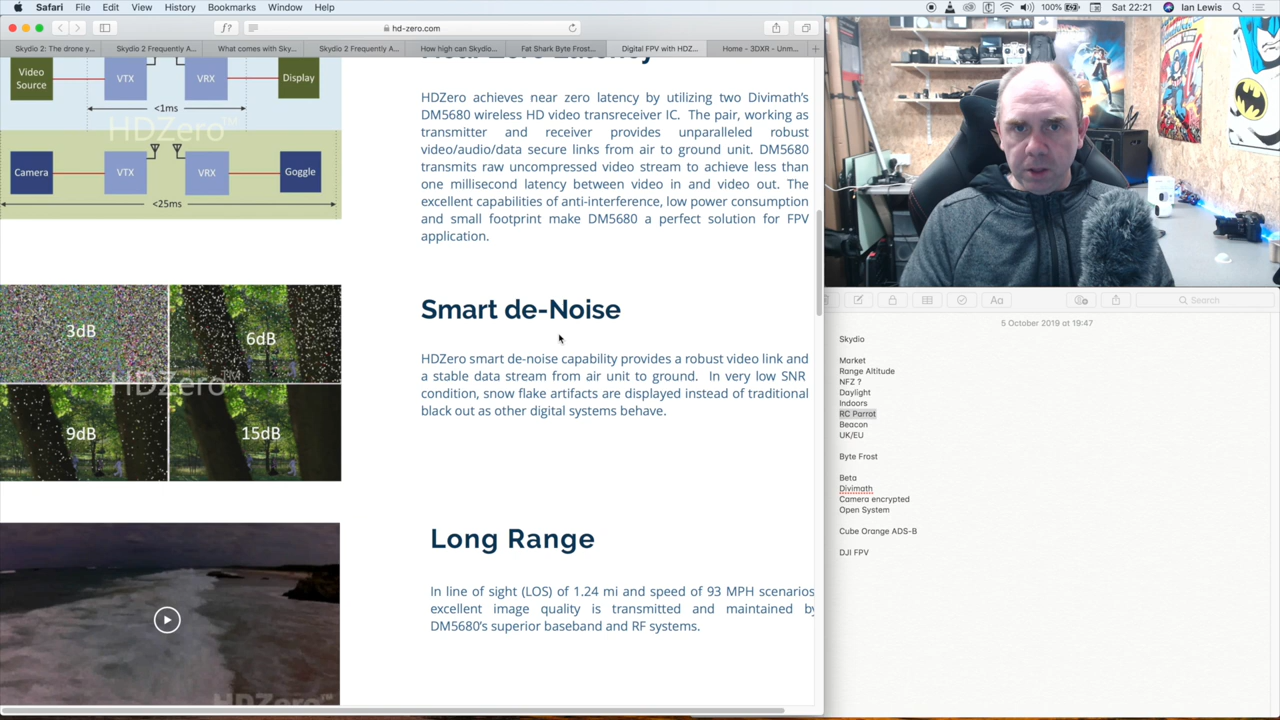 Safari File Edit View History Bookmarks Window Help
100% Sat 22:21 Ian Lewis
hd-zero.com
Skydio 2: The drone y... Skydio 2 Frequently A... What comes with Sky... Skydio 2 Frequently A... How high can Skydio... Fat Shark Byte Frost... Digital FPV with HDZ... Home – 3DXR – Unm...
Near Zero Latency
Video Source VTX VRX Display
<1ms
HDZero™
Camera VTX VRX Goggle
<25ms
HDZero achieves near zero latency by utilizing two Divimath's
DM5680 wireless HD video transreceiver IC. The pair, working as
transmitter and receiver provides unparalleled robust
video/audio/data secure links from air to ground unit. DM5680
transmits raw uncompressed video stream to achieve less than
one millisecond latency between video in and video out. The
excellent capabilities of anti-interference, low power consumption
and small footprint make DM5680 a perfect solution for FPV
application.
3dB 6dB
HDZero™
9dB 15dB
Smart de-Noise
HDZero smart de-noise capability provides a robust video link and
a stable data stream from air unit to ground. In very low SNR
condition, snow flake artifacts are displayed instead of traditional
black out as other digital systems behave.
Long Range
In line of sight (LOS) of 1.24 mi and speed of 93 MPH scenarios
excellent image quality is transmitted and maintained by
DM5680's superior baseband and RF systems.
HDZero™
Aa Search
5 October 2019 at 19:47
Skydio
Market
Range Altitude
NFZ ?
Daylight
Indoors
RC Parrot
Beacon
UK/EU
Byte Frost
Beta
Divimath
Camera encrypted
Open System
Cube Orange ADS-B
DJI FPV